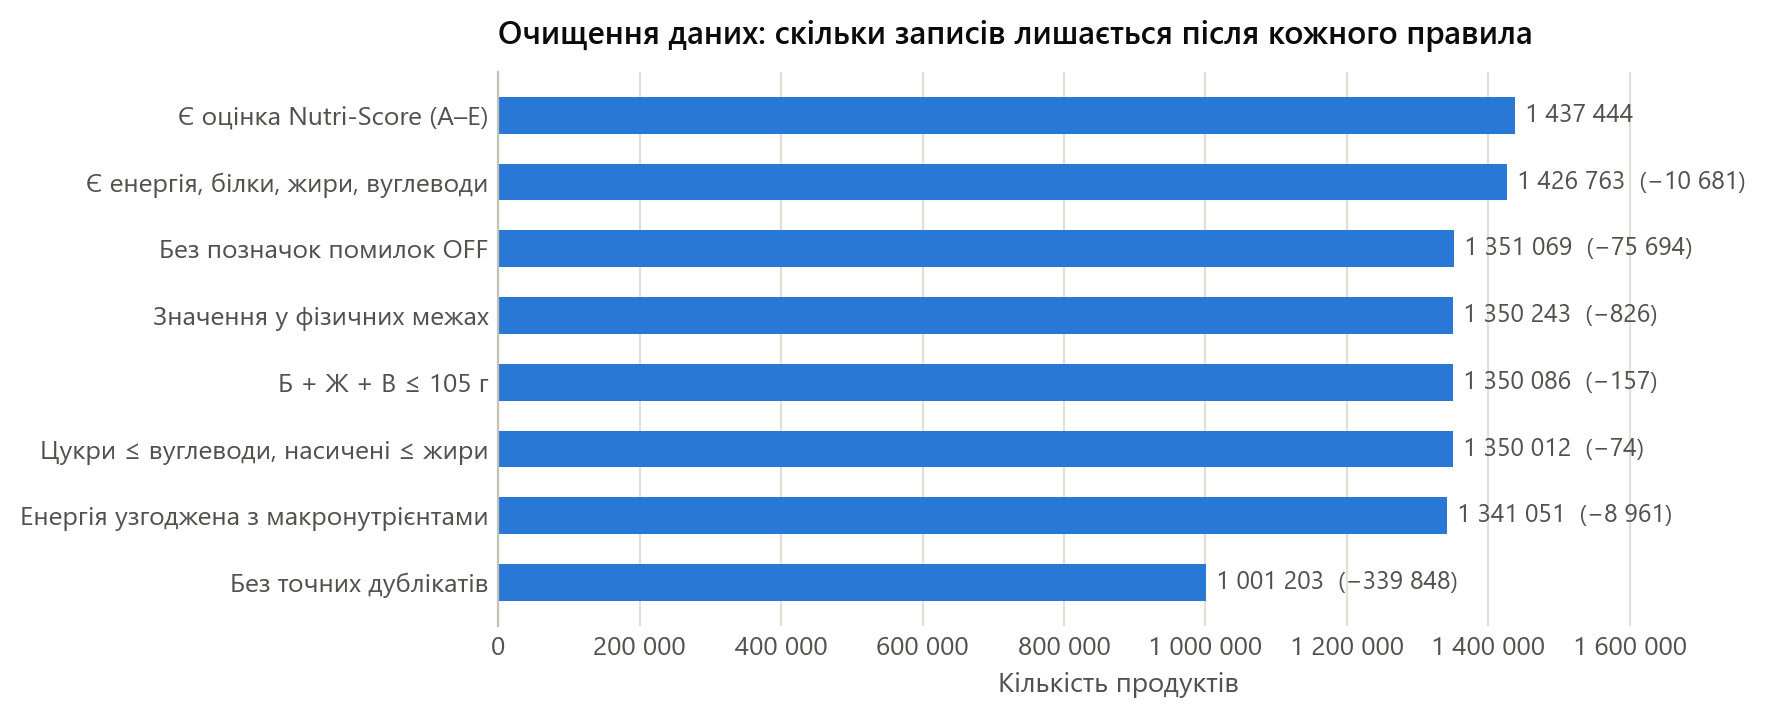 Очищення даних: скільки записів лишається після кожного правила
Є оцінка Nutri-Score (A–E)
1 437 444
Є енергія, білки, жири, вуглеводи
1 426 763 (−10 681)
Без позначок помилок OFF
1 351 069 (−75 694)
Значення у фізичних межах
1 350 243 (−826)
Б + Ж + В ≤ 105 г
1 350 086 (−157)
Цукри ≤ вуглеводи, насичені ≤ жири
1 350 012 (−74)
Енергія узгоджена з макронутрієнтами
1 341 051 (−8 961)
Без точних дублікатів
1 001 203 (−339 848)
0 200 000 400 000 600 000 800 000 1 000 000 1 200 000 1 400 000 1 600 000
Кількість продуктів